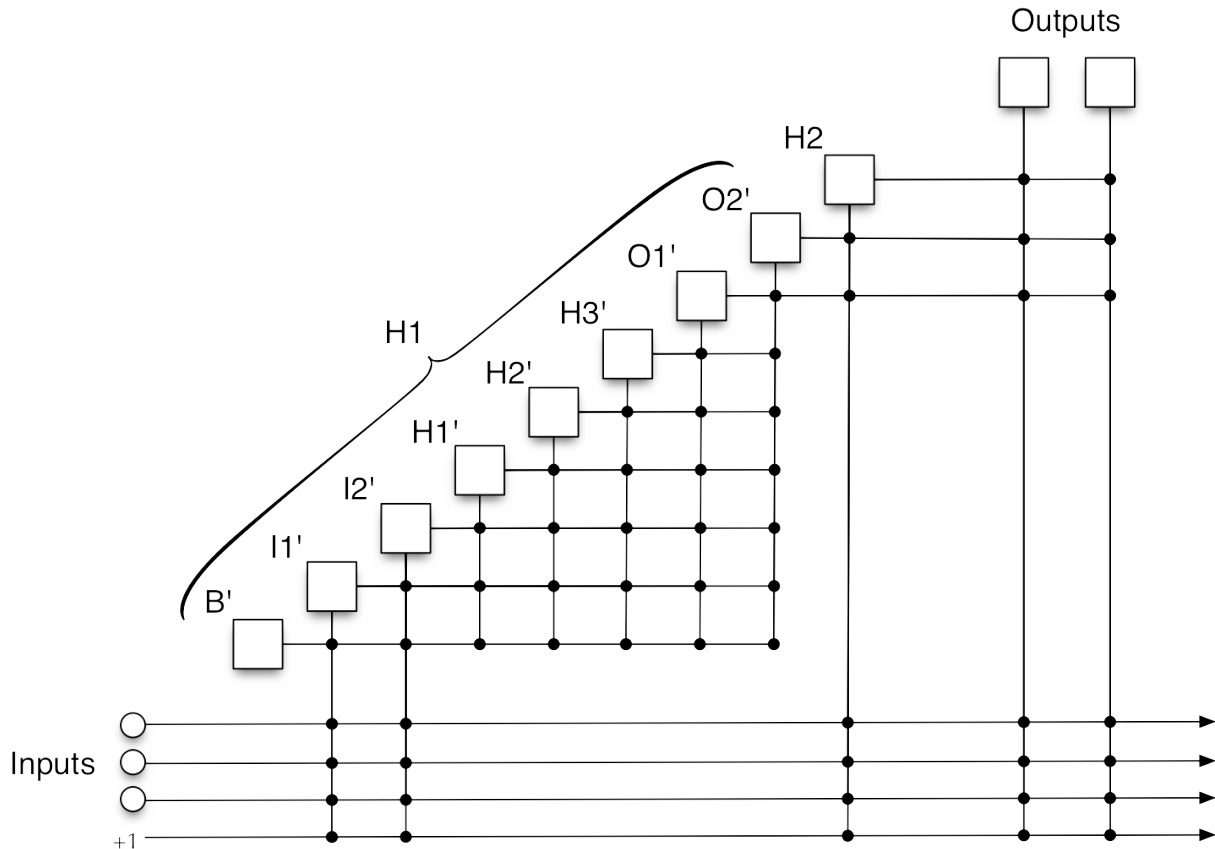 Outputs
H2
O2'
O1'
H3'
H1
H2'
H1'
I2'
I1'
B'
Inputs
+1